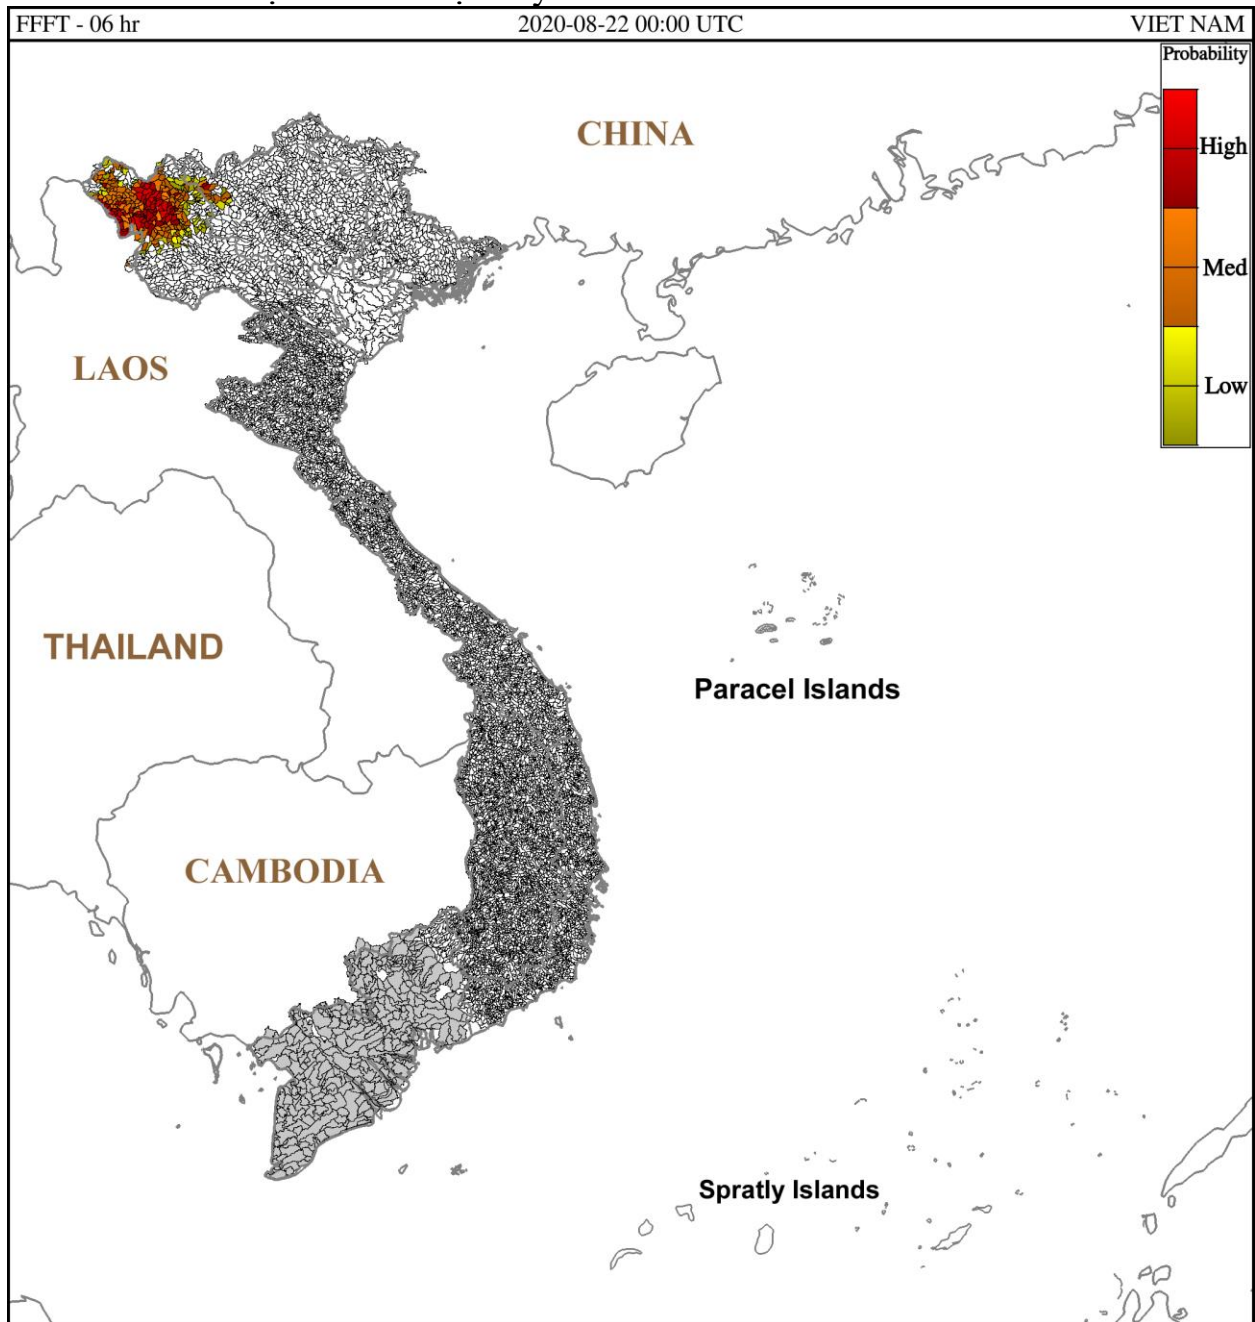 FFFT - 06 hr 2020-08-22 00:00 UTC VIET NAM
Probability
CHINA
High
Med
LAOS
Low
THAILAND
Paracel Islands
CAMBODIA
Spratly Islands